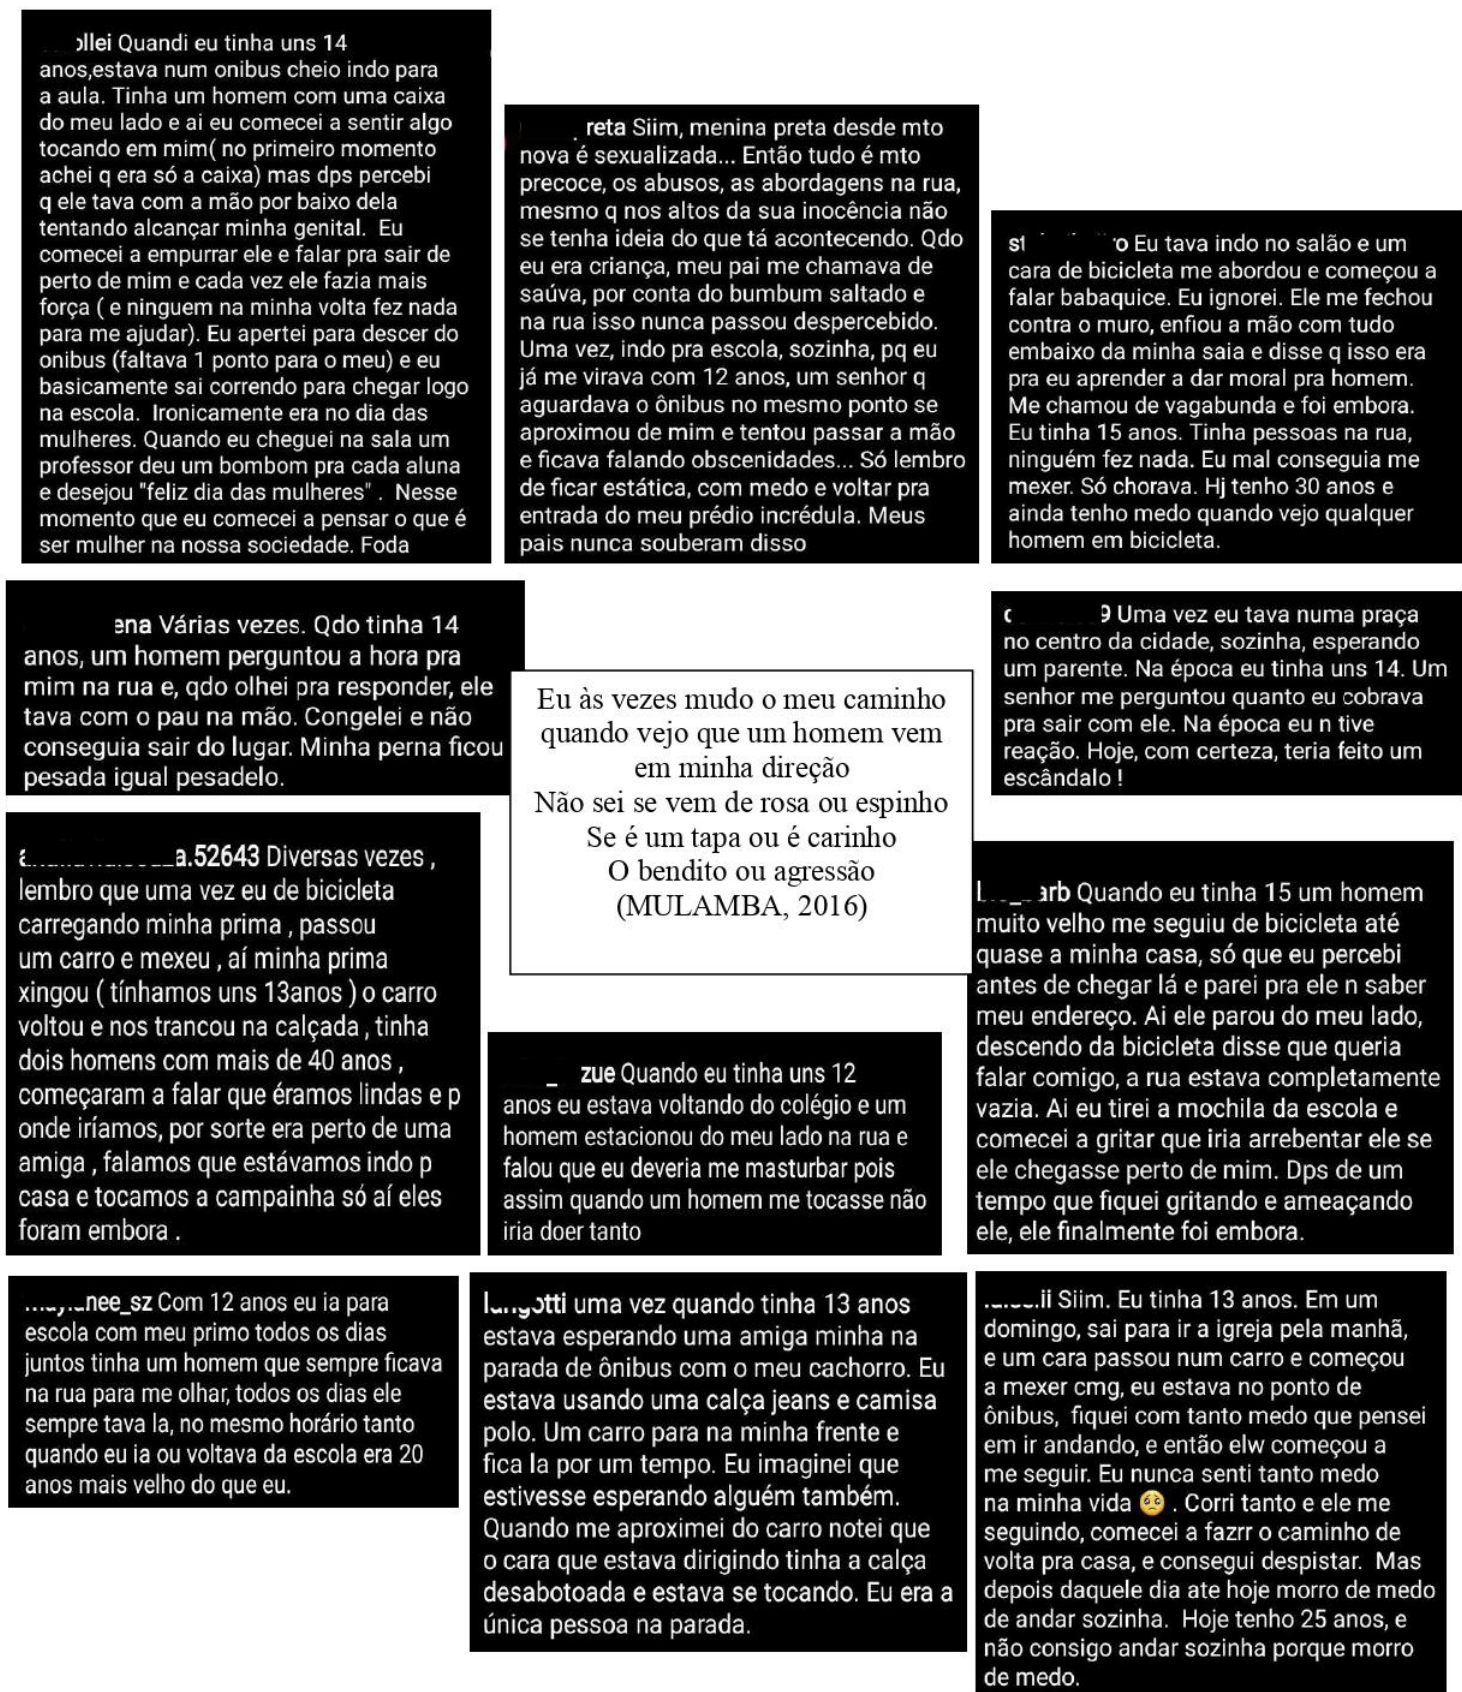 ollei Quandi eu tinha uns 14
anos,estava num onibus cheio indo para
a aula. Tinha um homem com uma caixa
do meu lado e ai eu comecei a sentir algo
tocando em mim( no primeiro momento
achei q era só a caixa) mas dps percebi
q ele tava com a mão por baixo dela
tentando alcançar minha genital. Eu
comecei a empurrar ele e falar pra sair de
perto de mim e cada vez ele fazia mais
força ( e ninguem na minha volta fez nada
para me ajudar). Eu apertei para descer do
onibus (faltava 1 ponto para o meu) e eu
basicamente sai correndo para chegar logo
na escola. Ironicamente era no dia das
mulheres. Quando eu cheguei na sala um
professor deu um bombom pra cada aluna
e desejou "feliz dia das mulheres" . Nesse
momento que eu comecei a pensar o que é
ser mulher na nossa sociedade. Foda
reta Siim, menina preta desde mto
nova é sexualizada... Então tudo é mto
precoce, os abusos, as abordagens na rua,
mesmo q nos altos da sua inocência não
se tenha ideia do que tá acontecendo. Qdo
eu era criança, meu pai me chamava de
saúva, por conta do bumbum saltado e
na rua isso nunca passou despercebido.
Uma vez, indo pra escola, sozinha, pq eu
já me virava com 12 anos, um senhor q
aguardava o ônibus no mesmo ponto se
aproximou de mim e tentou passar a mão
e ficava falando obscenidades... Só lembro
de ficar estática, com medo e voltar pra
entrada do meu prédio incrédula. Meus
pais nunca souberam disso
Eu tava indo no salão e um
cara de bicicleta me abordou e começou a
falar babaquice. Eu ignorei. Ele me fechou
contra o muro, enfiou a mão com tudo
embaixo da minha saia e disse q isso era
pra eu aprender a dar moral pra homem.
Me chamou de vagabunda e foi embora.
Eu tinha 15 anos. Tinha pessoas na rua,
ninguém fez nada. Eu mal conseguia me
mexer. Só chorava. Hj tenho 30 anos e
ainda tenho medo quando vejo qualquer
homem em bicicleta.
ena Várias vezes. Qdo tinha 14
anos, um homem perguntou a hora pra
mim na rua e, qdo olhei pra responder, ele
tava com o pau na mão. Congelei e não
conseguia sair do lugar. Minha perna ficou
pesada igual pesadelo.
Eu às vezes mudo o meu caminho
quando vejo que um homem vem
em minha direção
Não sei se vem de rosa ou espinho
Se é um tapa ou é carinho
O bendito ou agressão
(MULAMBA, 2016)
9 Uma vez eu tava numa praça
no centro da cidade, sozinha, esperando
um parente. Na época eu tinha uns 14. Um
senhor me perguntou quanto eu cobrava
pra sair com ele. Na época eu n tive
reação. Hoje, com certeza, teria feito um
escândalo !
a.52643 Diversas vezes ,
lembro que uma vez eu de bicicleta
carregando minha prima , passou
um carro e mexeu , aí minha prima
xingou ( tínhamos uns 13anos ) o carro
voltou e nos trancou na calçada , tinha
dois homens com mais de 40 anos ,
começaram a falar que éramos lindas e p
onde iríamos, por sorte era perto de uma
amiga , falamos que estávamos indo p
casa e tocamos a campainha só aí eles
foram embora .
zue Quando eu tinha uns 12
anos eu estava voltando do colégio e um
homem estacionou do meu lado na rua e
falou que eu deveria me masturbar pois
assim quando um homem me tocasse não
iria doer tanto
arb Quando eu tinha 15 um homem
muito velho me seguiu de bicicleta até
quase a minha casa, só que eu percebi
antes de chegar lá e parei pra ele n saber
meu endereço. Ai ele parou do meu lado,
descendo da bicicleta disse que queria
falar comigo, a rua estava completamente
vazia. Ai eu tirei a mochila da escola e
comecei a gritar que iria arrebentar ele se
ele chegasse perto de mim. Dps de um
tempo que fiquei gritando e ameaçando
ele, ele finalmente foi embora.
nee_sz Com 12 anos eu ia para
escola com meu primo todos os dias
juntos tinha um homem que sempre ficava
na rua para me olhar, todos os dias ele
sempre tava la, no mesmo horário tanto
quando eu ia ou voltava da escola era 20
anos mais velho do que eu.
otti uma vez quando tinha 13 anos
estava esperando uma amiga minha na
parada de ônibus com o meu cachorro. Eu
estava usando uma calça jeans e camisa
polo. Um carro para na minha frente e
fica la por um tempo. Eu imaginei que
estivesse esperando alguém também.
Quando me aproximei do carro notei que
o cara que estava dirigindo tinha a calça
desabotoada e estava se tocando. Eu era a
única pessoa na parada.
ii Siim. Eu tinha 13 anos. Em um
domingo, sai para ir a igreja pela manhã,
e um cara passou num carro e começou
a mexer cmg, eu estava no ponto de
ônibus, fiquei com tanto medo que pensei
em ir andando, e então elw começou a
me seguir. Eu nunca senti tanto medo
na minha vida 🥺 . Corri tanto e ele me
seguindo, comecei a fazrr o caminho de
volta pra casa, e consegui despistar. Mas
depois daquele dia ate hoje morro de medo
de andar sozinha. Hoje tenho 25 anos, e
não consigo andar sozinha porque morro
de medo.